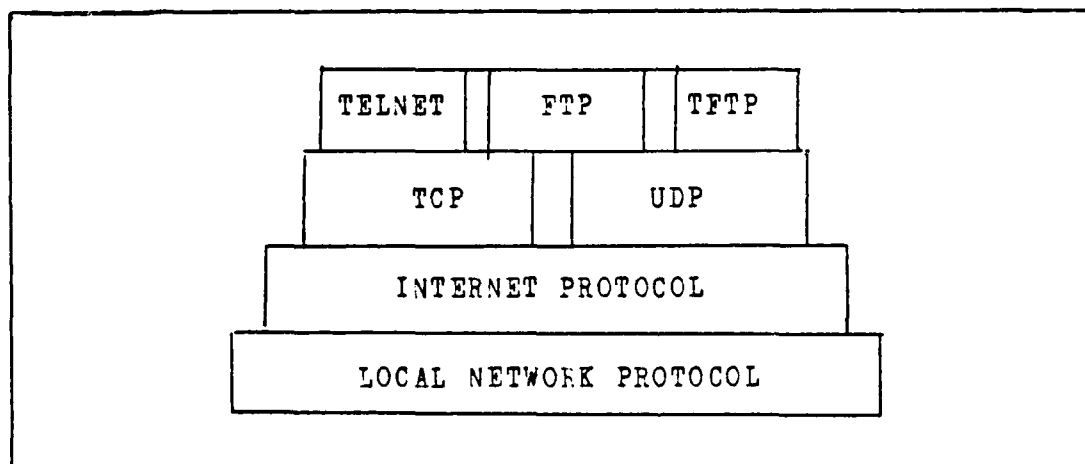 TELNET FTP TFTP
TCP UDP
INTERNET PROTOCOL
LOCAL NETWORK PROTOCOL